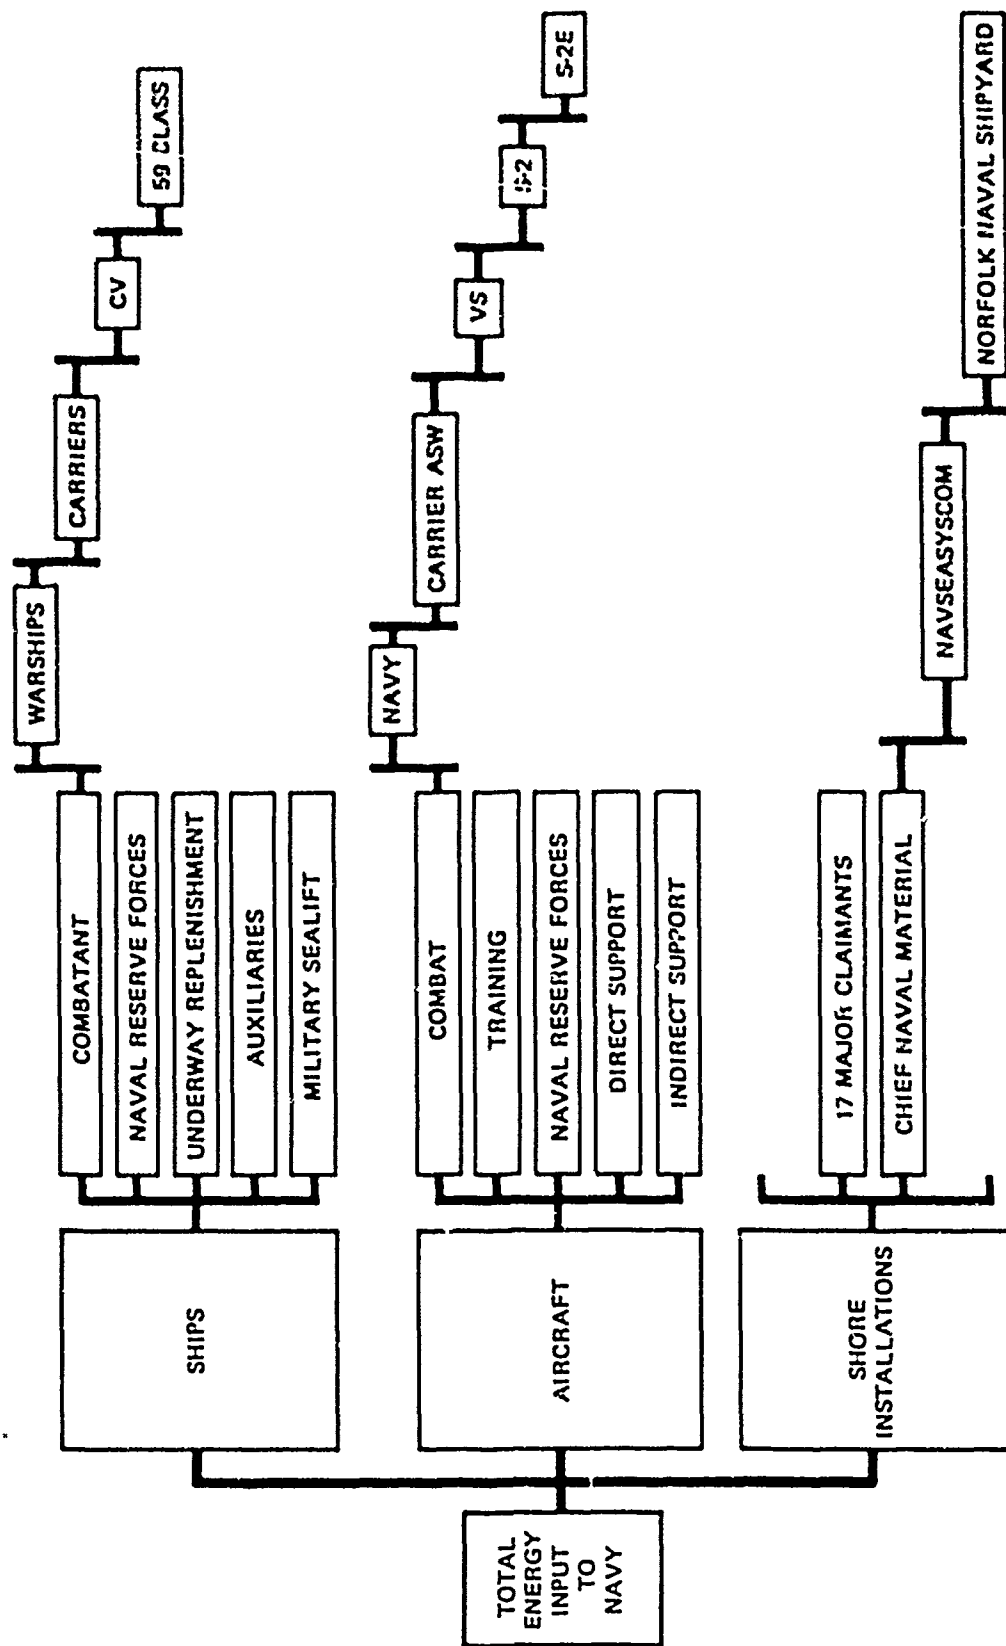 TOTAL
ENERGY
INPUT
TO
NAVY
SHIPS
COMBATANT
NAVAL RESERVE FORCES
UNDERWAY REPLENISHMENT
AUXILIARIES
MILITARY SEALIFT
WARSHIPS
CARRIERS
CV
59 CLASS
AIRCRAFT
COMBAT
TRAINING
NAVAL RESERVE FORCES
DIRECT SUPPORT
INDIRECT SUPPORT
NAVY
CARRIER ASW
VS
S-2E
SHORE
INSTALLATIONS
17 MAJOR CLAIMANTS
CHIEF NAVAL MATERIAL
NAVSEASYSCOM
NORFOLK NAVAL SHIPYARD